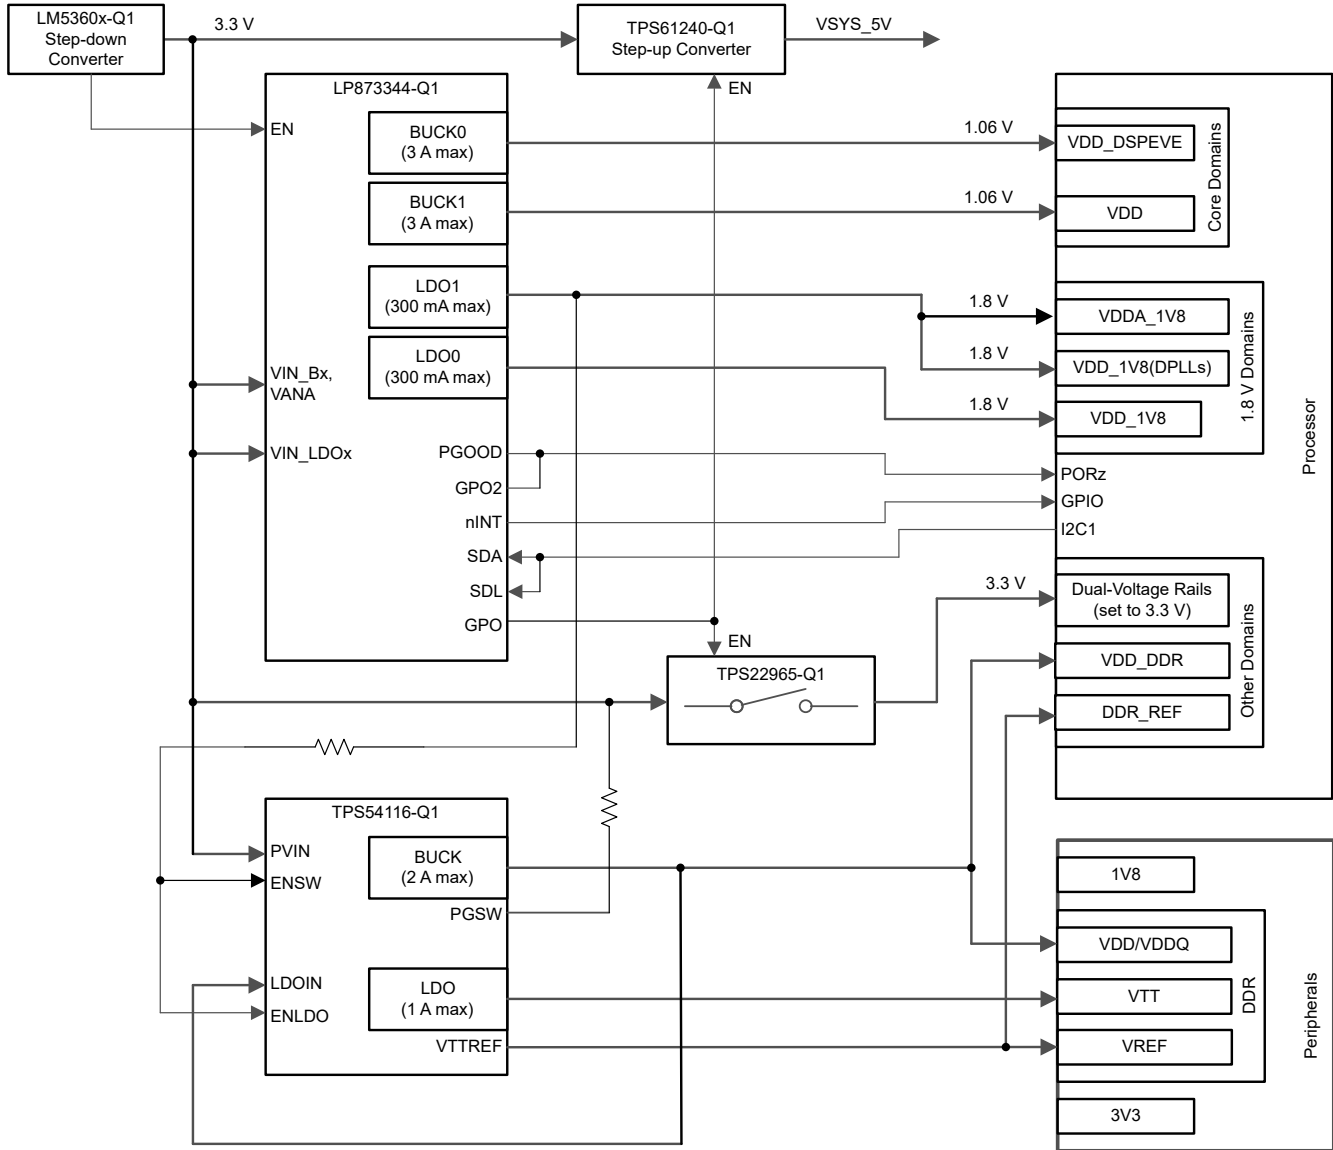 LM5360x-Q1
Step-down
Converter
3.3 V
TPS61240-Q1
Step-up Converter
VSYS_5V
EN
LP873344-Q1
EN
BUCK0
(3 A max)
1.06 V
VDD_DSPEVE
BUCK1
(3 A max)
1.06 V
VDD
Core Domains
LDO1
(300 mA max)
1.8 V
VDDA_1V8
LDO0
(300 mA max)
1.8 V
VDD_1V8(DPLLs)
1.8 V
VDD_1V8
1.8 V Domains
VIN_Bx,
VANA
VIN_LDOx
PGOOD
GPO2
nINT
SDA
SDL
GPO
PORz
GPIO
I2C1
Processor
3.3 V
Dual-Voltage Rails
(set to 3.3 V)
VDD_DDR
DDR_REF
Other Domains
EN
TPS22965-Q1
TPS54116-Q1
PVIN
ENSW
BUCK
(2 A max)
PGSW
LDOIN
ENLDO
LDO
(1 A max)
VTTREF
1V8
VDD/VDDQ
VTT
VREF
DDR
3V3
Peripherals